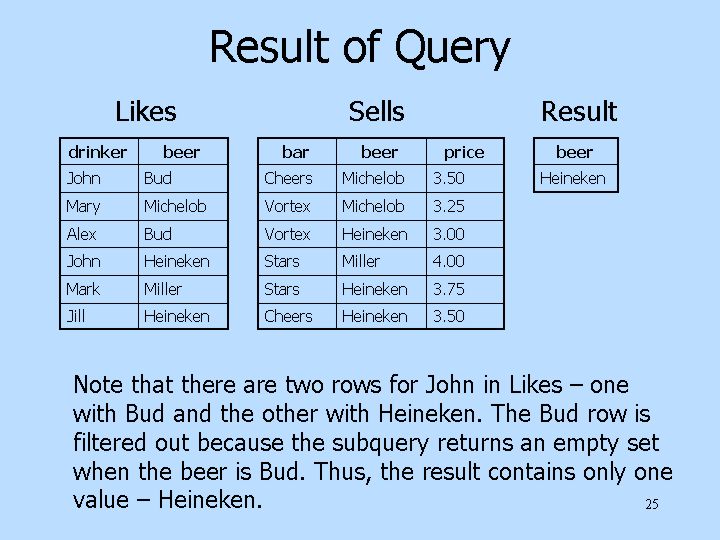 Result of Query
Likes Sells Result
drinker beer bar beer price beer
John Bud Cheers Michelob 3.50 Heineken
Mary Michelob Vortex Michelob 3.25
Alex Bud Vortex Heineken 3.00
John Heineken Stars Miller 4.00
Mark Miller Stars Heineken 3.75
Jill Heineken Cheers Heineken 3.50
Note that there are two rows for John in Likes – one
with Bud and the other with Heineken. The Bud row is
filtered out because the subquery returns an empty set
when the beer is Bud. Thus, the result contains only one
value – Heineken.
25